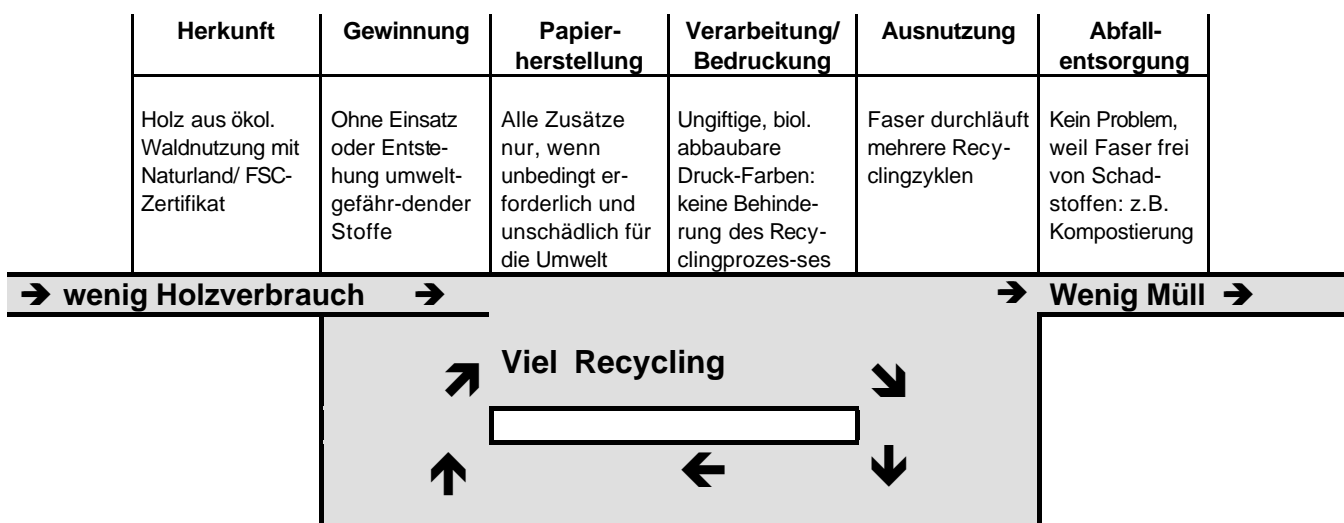 Herkunft
Gewinnung
Papier-
herstellung
Verarbeitung/
Bedruckung
Ausnutzung
Abfall-
entsorgung
Holz aus ökol.
Waldnutzung mit
Naturland/ FSC-
Zertifikat
Ohne Einsatz
oder Entste-
hung umwelt-
gefähr-dender
Stoffe
Alle Zusätze
nur, wenn
unbedingt er-
forderlich und
unschädlich für
die Umwelt
Ungiftige, biol.
abbaubare
Druck-Farben:
keine Behinde-
rung des Recy-
clingprozes-ses
Faser durchläuft
mehrere Recy-
clingzyklen
Kein Problem,
weil Faser frei
von Schad-
stoffen: z.B.
Kompostierung
➔ wenig Holzverbrauch ➔ ➔ Wenig Müll ➔
Viel Recycling